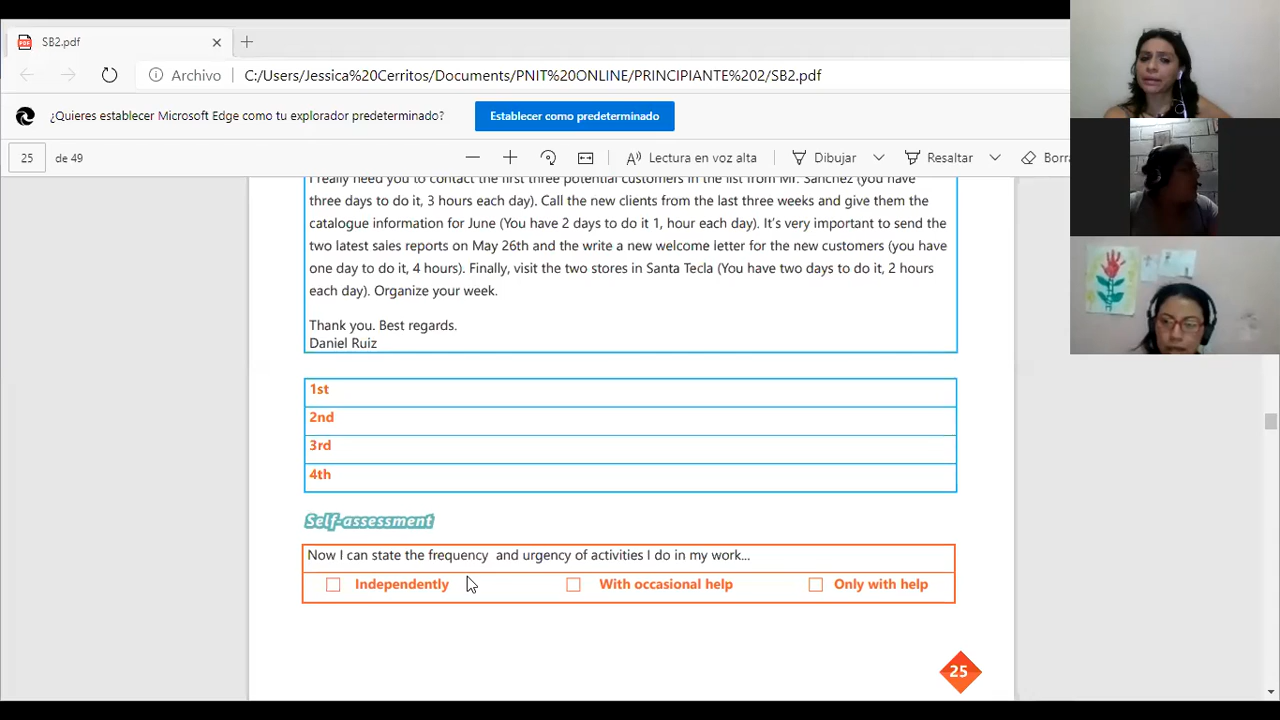 SB2.pdf
Archivo
C:/Users/Jessica%20Cerritos/Documents/PNIT%20ONLINE/PRINCIPIANTE%202/SB2.pdf
¿Quieres establecer Microsoft Edge como tu explorador predeterminado?
Establecer como predeterminado
25 de 49
Lectura en voz alta
Dibujar
Resaltar
Borra
I really need you to contact the first three potential customers in the list from Mr. Sanchez (you have
three days to do it, 3 hours each day). Call the new clients from the last three weeks and give them the
catalogue information for June (You have 2 days to do it 1, hour each day). It's very important to send the
two latest sales reports on May 26th and the write a new welcome letter for the new customers (you have
one day to do it, 4 hours). Finally, visit the two stores in Santa Tecla (You have two days to do it, 2 hours
each day). Organize your week.
Thank you. Best regards.
Daniel Ruiz
1st
2nd
3rd
4th
Self-assessment
Now I can state the frequency and urgency of activities I do in my work...
Independently
With occasional help
Only with help
25